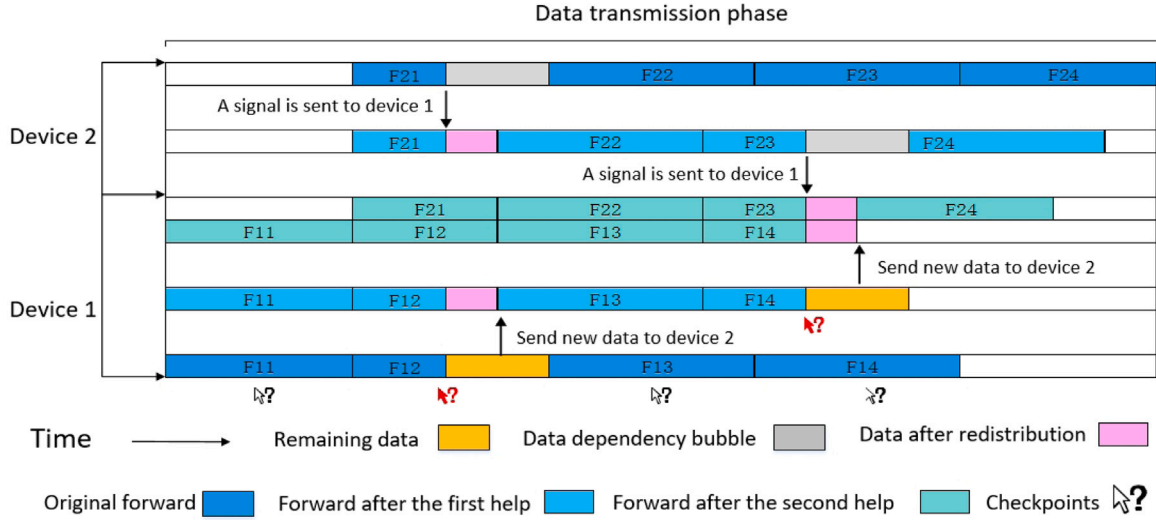 Data transmission phase
F21 F22 F23 F24
A signal is sent to device 1
Device 2
F21 F22 F23 F24
A signal is sent to device 1
F21 F22 F23 F24
F11 F12 F13 F14
Send new data to device 2
Device 1
F11 F12 F13 F14
?
Send new data to device 2
F11 F12 F13 F14
? ? ? ?
Time Remaining data Data dependency bubble Data after redistribution
Original forward Forward after the first help Forward after the second help Checkpoints ?